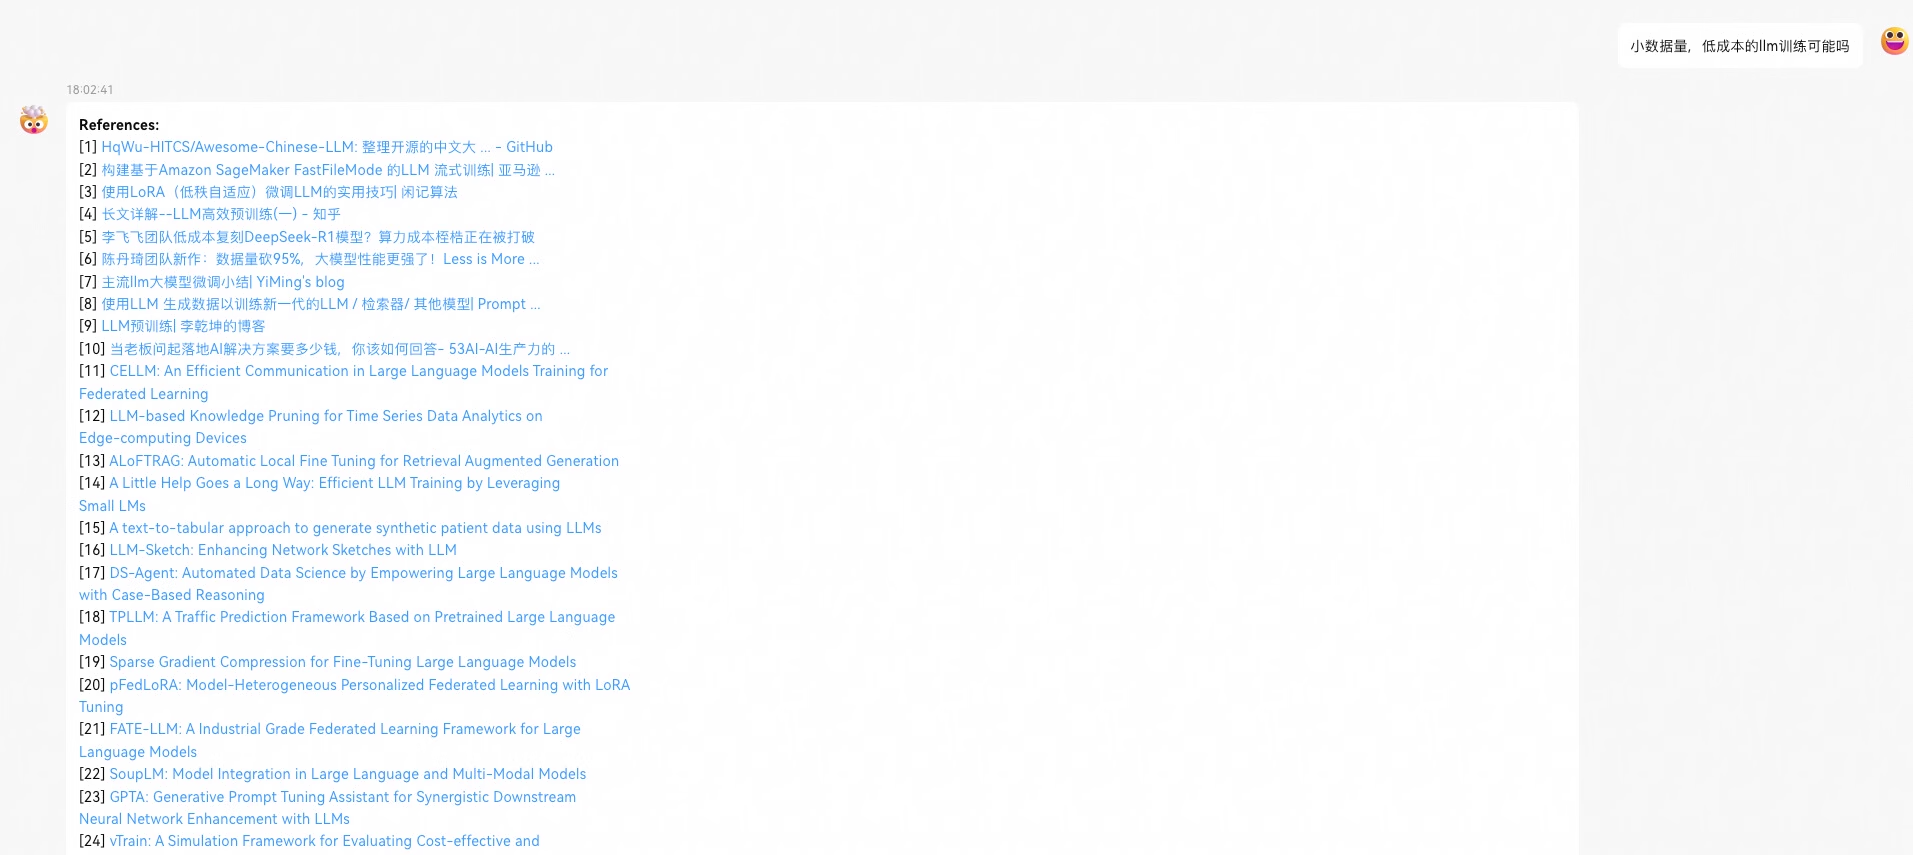 小数据量，低成本的llm训练可能吗
18:02:41
References:
[1] HqWu-HITCS/Awesome-Chinese-LLM: 整理开源的中文大 ... - GitHub
[2] 构建基于Amazon SageMaker FastFileMode 的LLM 流式训练| 亚马逊 ...
[3] 使用LoRA（低秩自适应）微调LLM的实用技巧| 闲记算法
[4] 长文详解--LLM高效预训练(一) - 知乎
[5] 李飞飞团队低成本复刻DeepSeek-R1模型？算力成本桎梏正在被打破
[6] 陈丹琦团队新作：数据量砍95%，大模型性能更强了！Less is More ...
[7] 主流llm大模型微调小结| YiMing's blog
[8] 使用LLM 生成数据以训练新一代的LLM / 检索器/ 其他模型| Prompt ...
[9] LLM预训练| 李乾坤的博客
[10] 当老板问起落地AI解决方案要多少钱，你该如何回答- 53AI-AI生产力的 ...
[11] CELLM: An Efficient Communication in Large Language Models Training for
Federated Learning
[12] LLM-based Knowledge Pruning for Time Series Data Analytics on
Edge-computing Devices
[13] ALoFTRAG: Automatic Local Fine Tuning for Retrieval Augmented Generation
[14] A Little Help Goes a Long Way: Efficient LLM Training by Leveraging
Small LMs
[15] A text-to-tabular approach to generate synthetic patient data using LLMs
[16] LLM-Sketch: Enhancing Network Sketches with LLM
[17] DS-Agent: Automated Data Science by Empowering Large Language Models
with Case-Based Reasoning
[18] TPLLM: A Traffic Prediction Framework Based on Pretrained Large Language
Models
[19] Sparse Gradient Compression for Fine-Tuning Large Language Models
[20] pFedLoRA: Model-Heterogeneous Personalized Federated Learning with LoRA
Tuning
[21] FATE-LLM: A Industrial Grade Federated Learning Framework for Large
Language Models
[22] SoupLM: Model Integration in Large Language and Multi-Modal Models
[23] GPTA: Generative Prompt Tuning Assistant for Synergistic Downstream
Neural Network Enhancement with LLMs
[24] vTrain: A Simulation Framework for Evaluating Cost-effective and